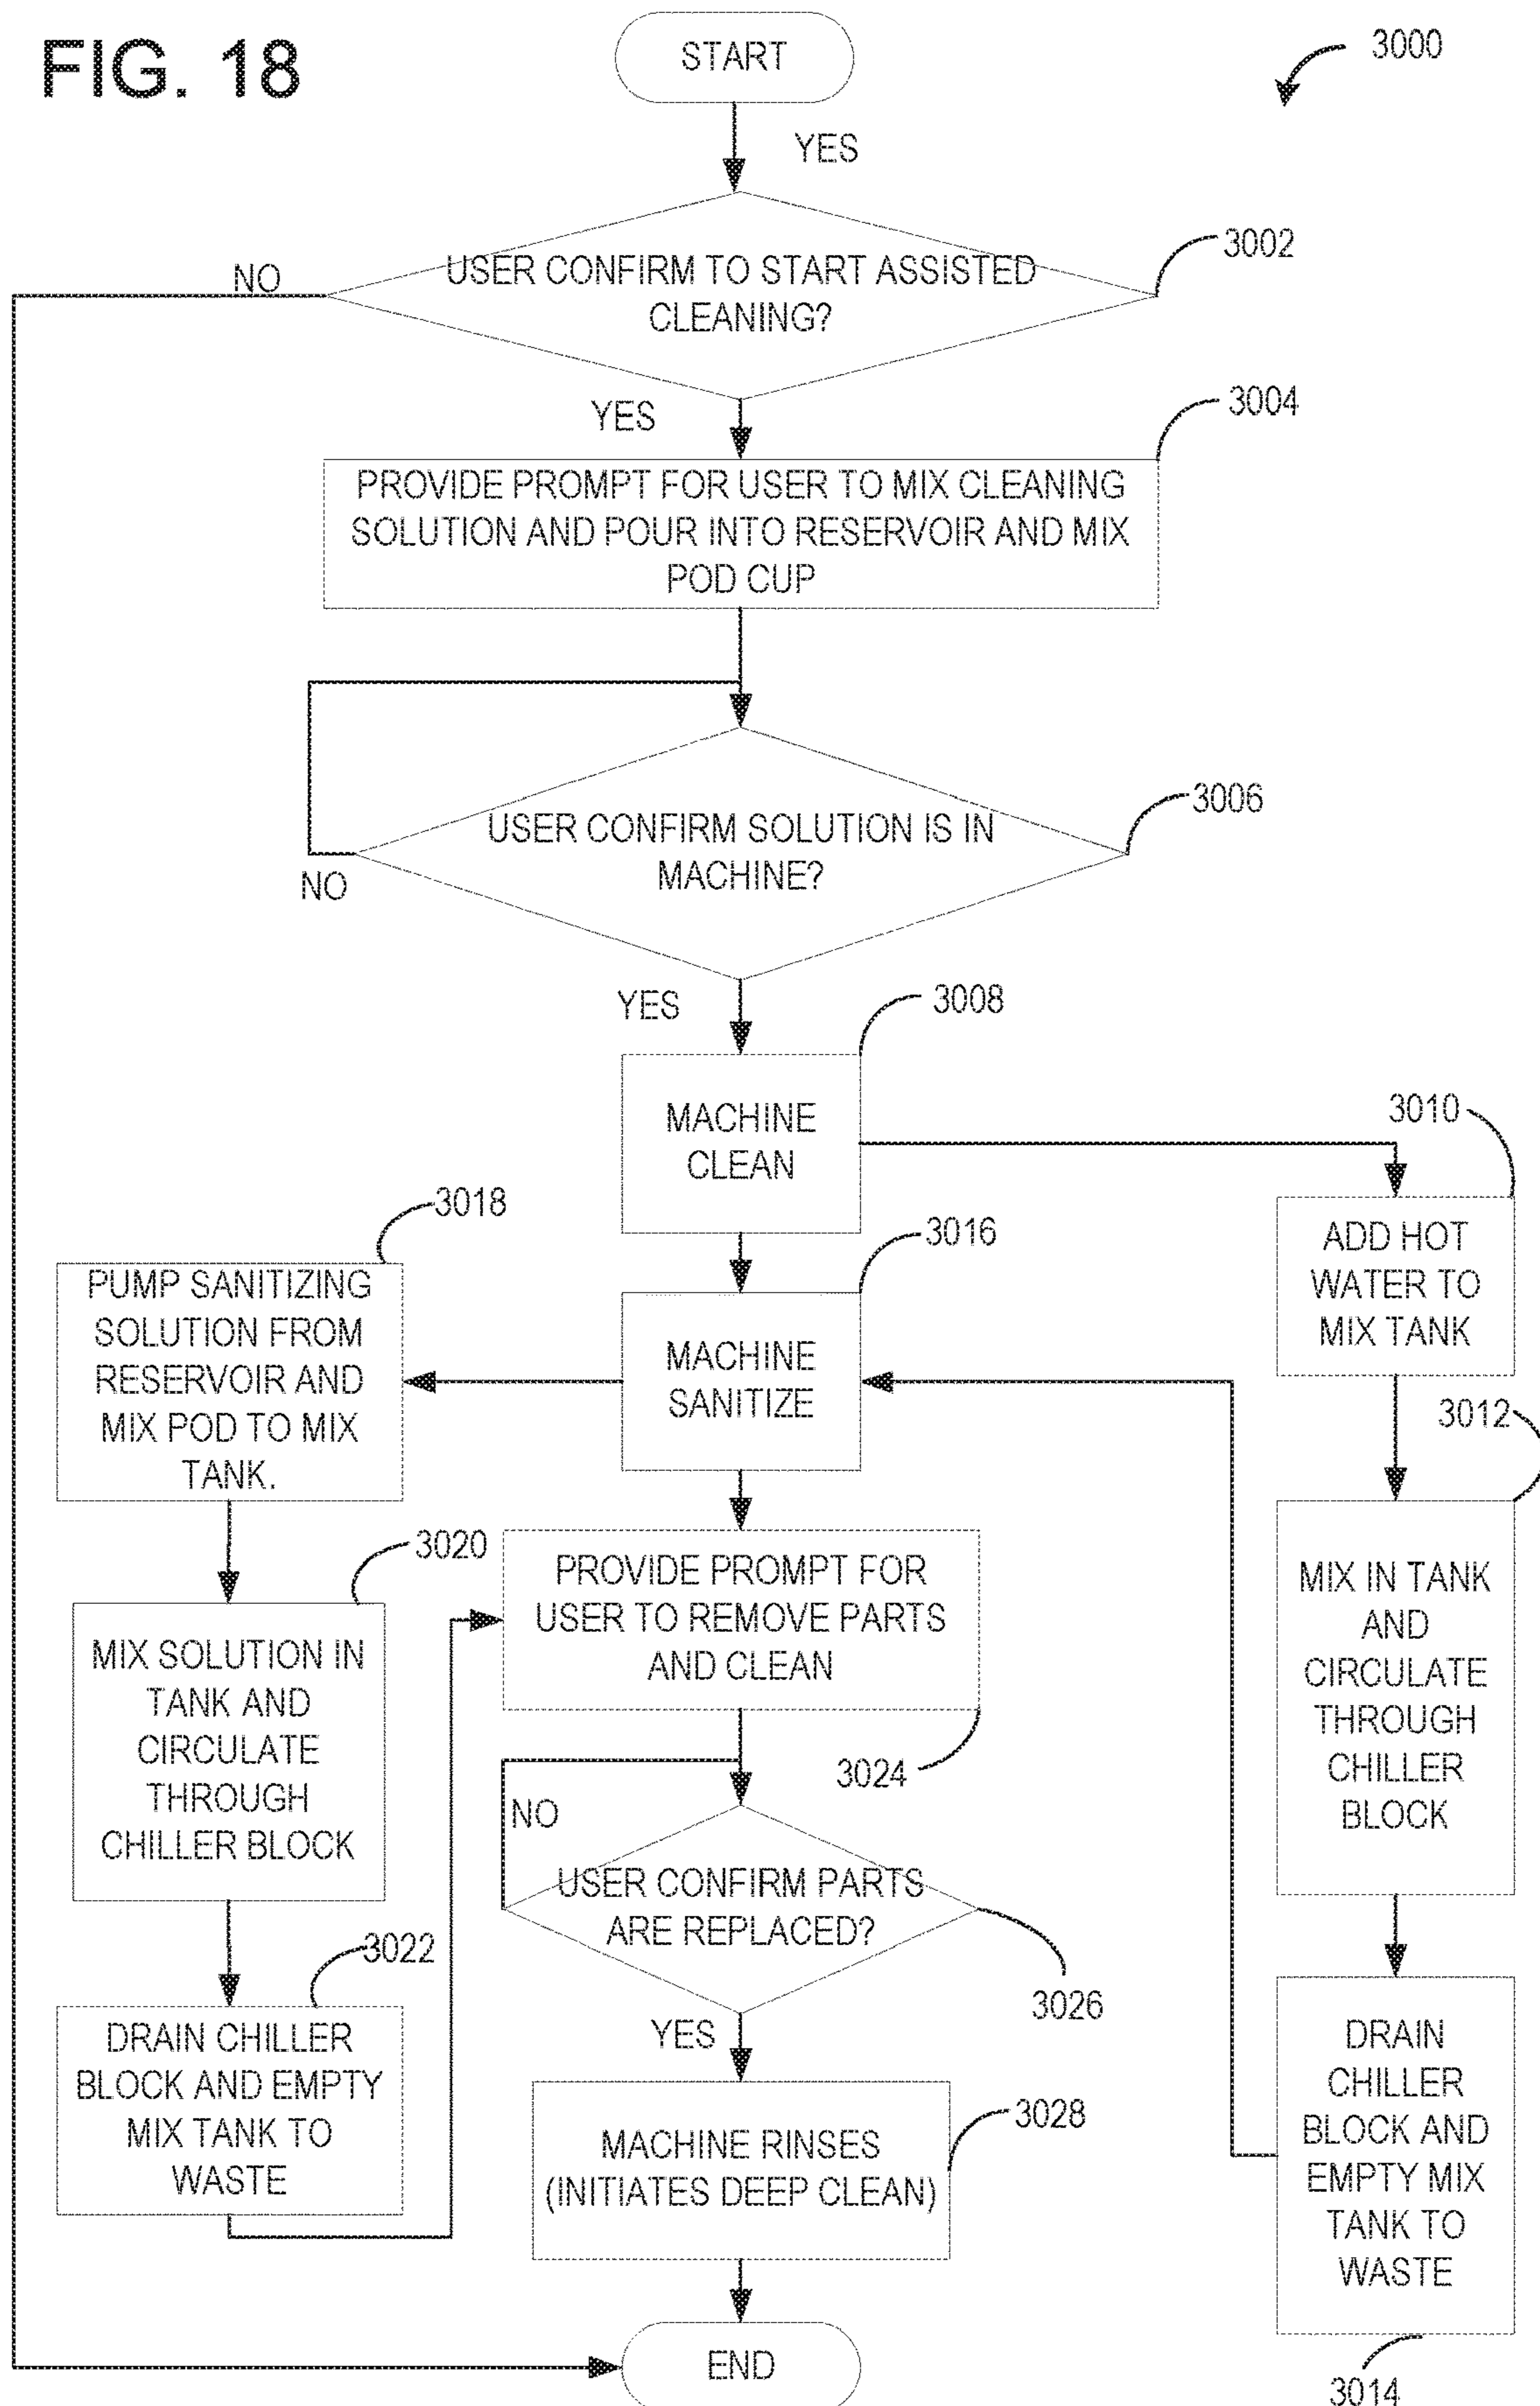 FIG. 18
START
3000
YES
USER CONFIRM TO START ASSISTED
CLEANING?
3002
NO
YES
3004
PROVIDE PROMPT FOR USER TO MIX CLEANING
SOLUTION AND POUR INTO RESERVOIR AND MIX
POD CUP
USER CONFIRM SOLUTION IS IN
MACHINE?
3006
NO
YES
3008
MACHINE
CLEAN
3010
ADD HOT
WATER TO
MIX TANK
3016
MACHINE
SANITIZE
3018
PUMP SANITIZING
SOLUTION FROM
RESERVOIR AND
MIX POD TO MIX
TANK.
3012
MIX IN TANK
AND
CIRCULATE
THROUGH
CHILLER
BLOCK
3020
MIX SOLUTION IN
TANK AND
CIRCULATE
THROUGH
CHILLER BLOCK
PROVIDE PROMPT FOR
USER TO REMOVE PARTS
AND CLEAN
3024
NO
USER CONFIRM PARTS
ARE REPLACED?
3026
3022
DRAIN CHILLER
BLOCK AND EMPTY
MIX TANK TO
WASTE
YES
MACHINE RINSES
(INITIATES DEEP CLEAN)
3028
DRAIN
CHILLER
BLOCK AND
EMPTY MIX
TANK TO
WASTE
3014
END